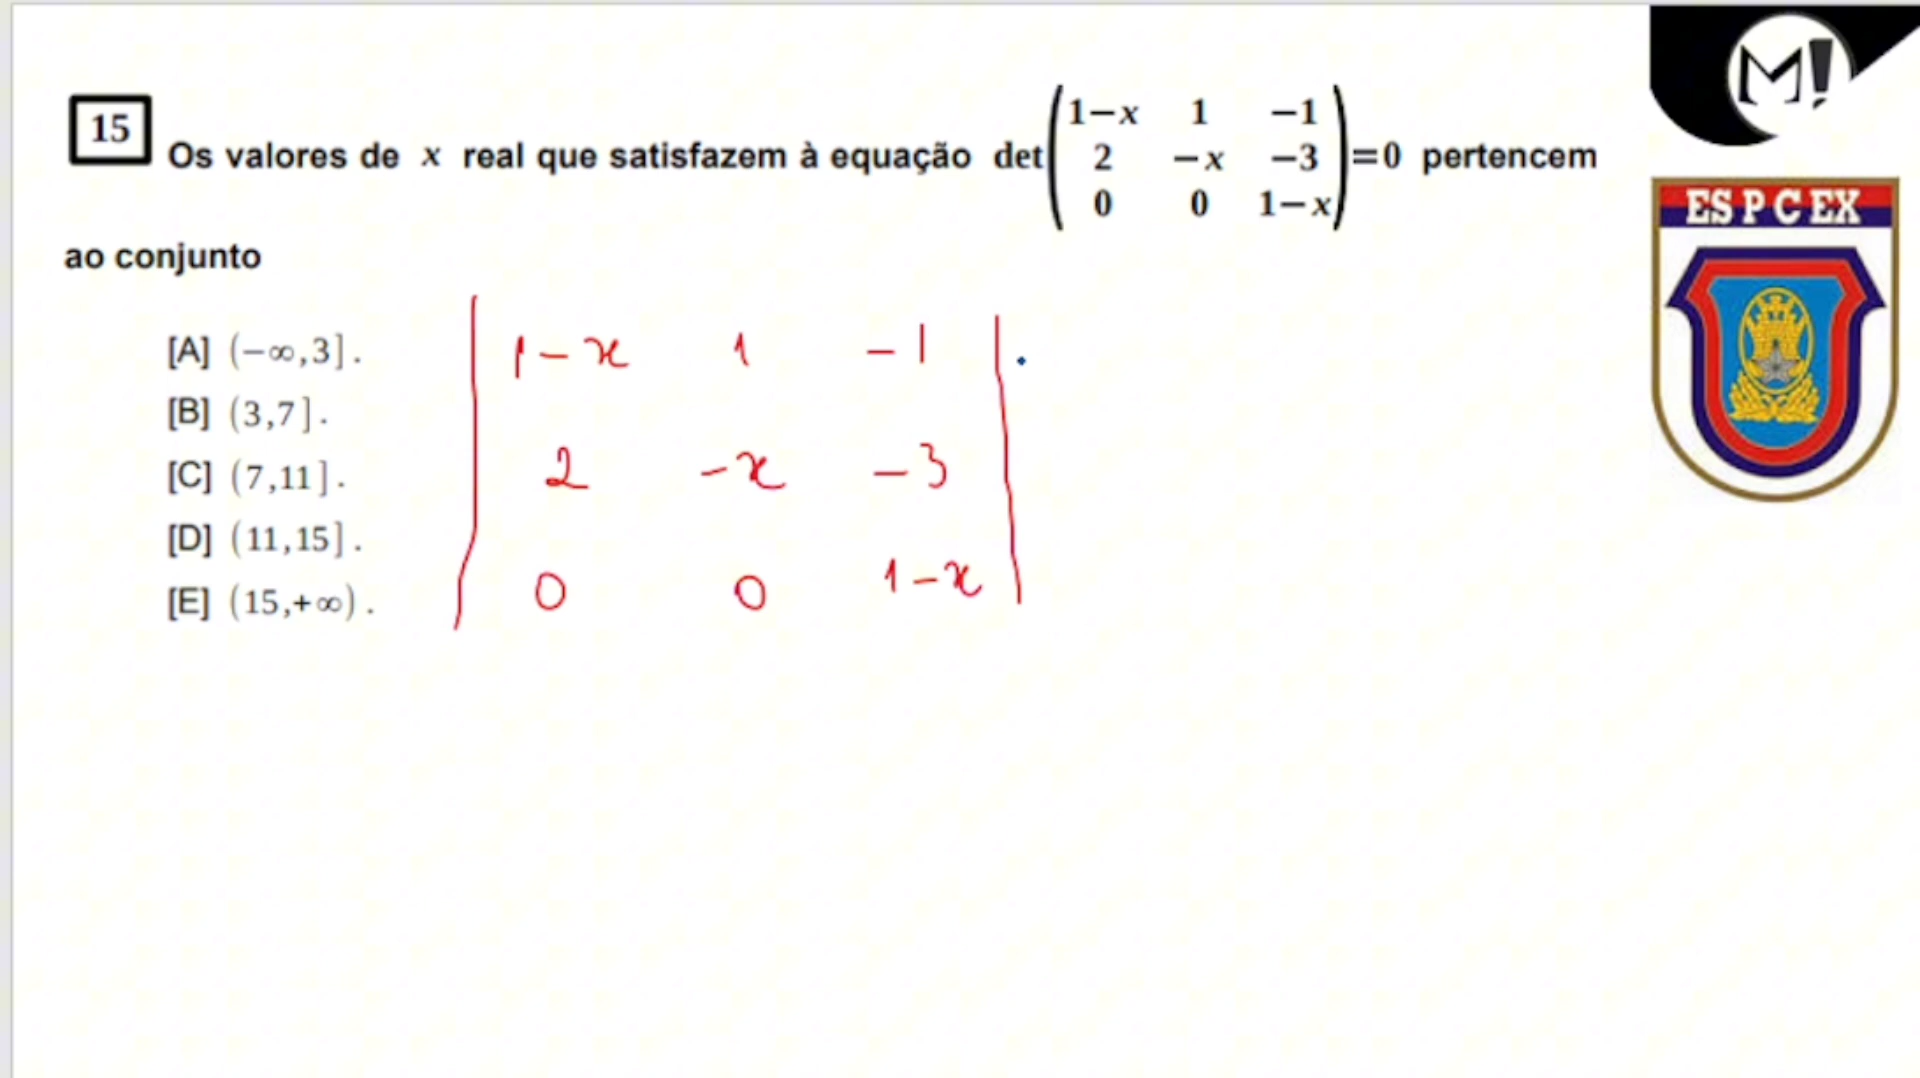 M!
ESPCEX
15
Os valores de x real que satisfazem à equação det(1−x 1 −1
2 −x −3
0 0 1−x)=0 pertencem
ao conjunto
[A] (−∞,3].
[B] (3,7].
[C] (7,11].
[D] (11,15].
[E] (15,+∞).
| 1 - x 1 - 1 | .
2 - x - 3
0 0 1 - x